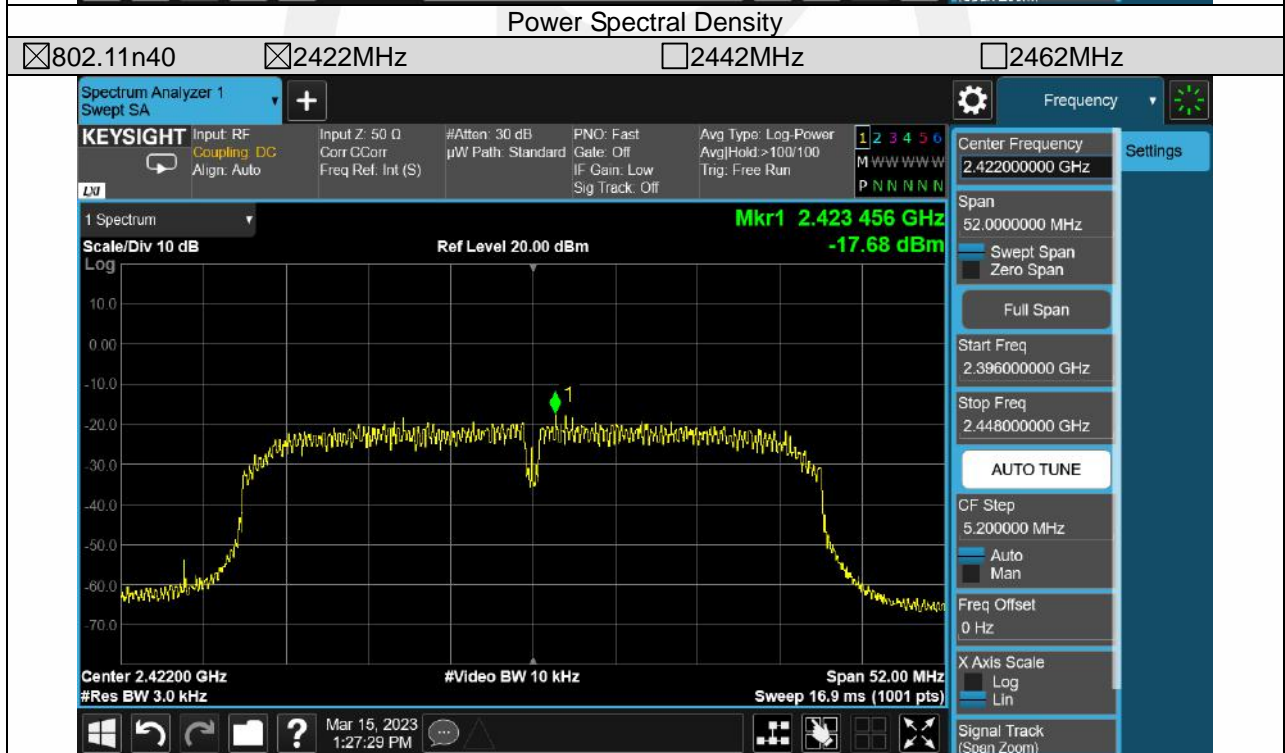 Power Spectral Density
☒802.11n40 ☒2422MHz ☐2442MHz ☐2462MHz
Spectrum Analyzer 1
Swept SA
+
Frequency
KEYSIGHT
LXI
Input: RF
Coupling: DC
Align: Auto
Input Z: 50 Ω
Corr CCorr
Freq Ref: Int (S)
#Atten: 30 dB
µW Path: Standard
PNO: Fast
Gate: Off
IF Gain: Low
Sig Track: Off
Avg Type: Log-Power
Avg|Hold:>100/100
Trig: Free Run
1 2 3 4 5 6
M W W W W W
P N N N N N
1 Spectrum
Scale/Div 10 dB
Log
Ref Level 20.00 dBm
Mkr1 2.423 456 GHz
-17.68 dBm
10.0
0.00
-10.0
-20.0
-30.0
-40.0
-50.0
-60.0
-70.0
1
Center 2.42200 GHz
#Res BW 3.0 kHz
#Video BW 10 kHz
Span 52.00 MHz
Sweep 16.9 ms (1001 pts)
?
Mar 15, 2023
1:27:29 PM
Settings
Center Frequency
2.422000000 GHz
Span
52.0000000 MHz
Swept Span
Zero Span
Full Span
Start Freq
2.396000000 GHz
Stop Freq
2.448000000 GHz
AUTO TUNE
CF Step
5.200000 MHz
Auto
Man
Freq Offset
0 Hz
X Axis Scale
Log
Lin
Signal Track
(Span Zoom)